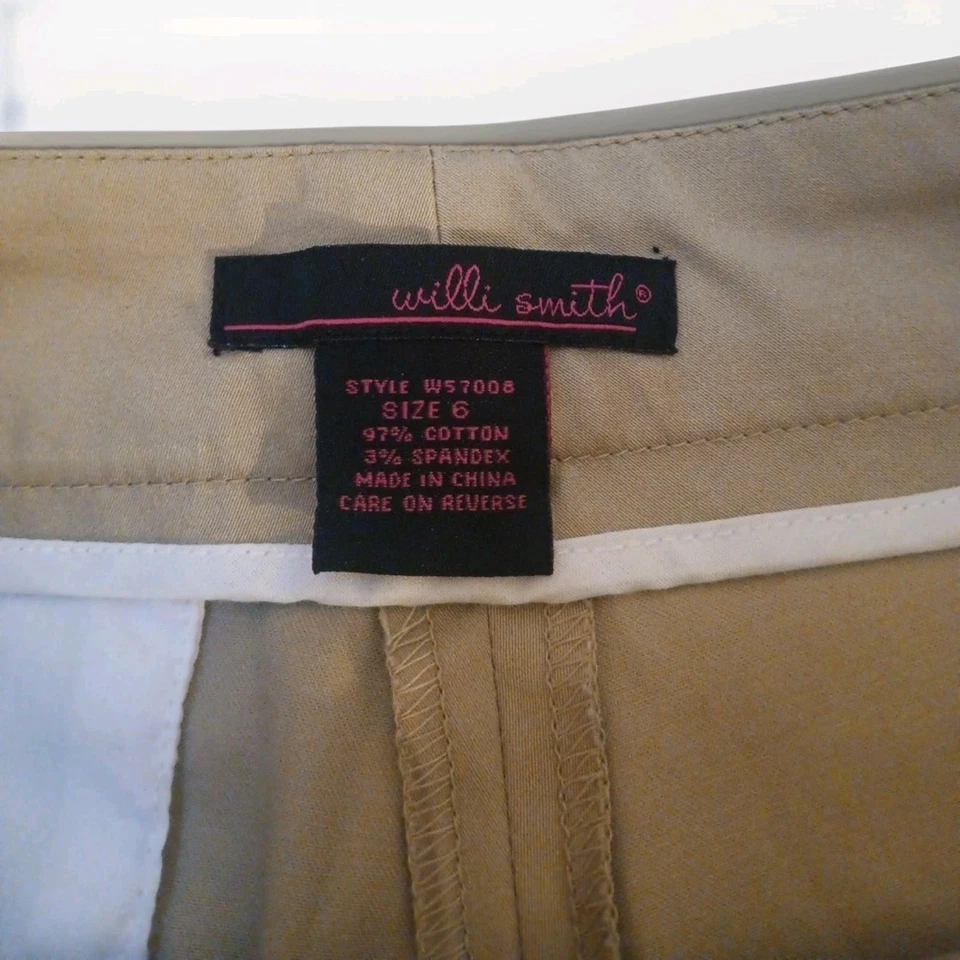 willi smith®
STYLE W57008
SIZE 6
97% COTTON
3% SPANDEX
MADE IN CHINA
CARE ON REVERSE